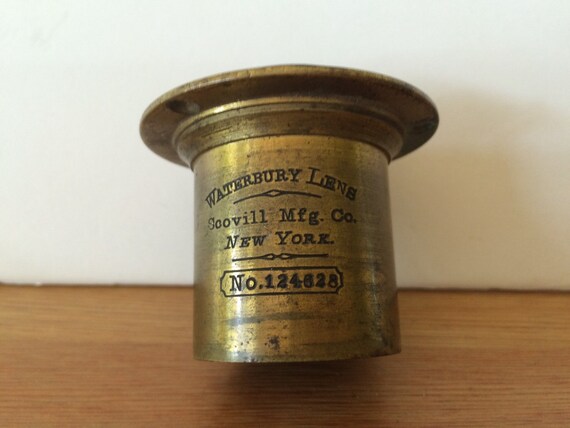 WATERBURY LENS
Scovill Mfg. Co.
NEW YORK.
No. 124628